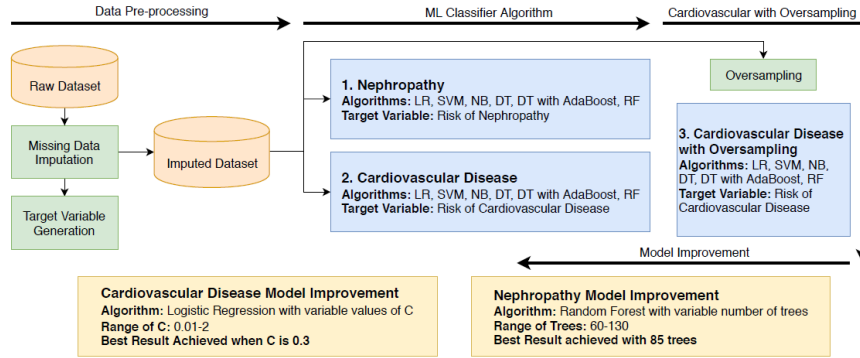 Data Pre-processing
ML Classifier Algorithm
Cardiovascular with Oversampling
Raw Dataset
Missing Data
Imputation
Target Variable
Generation
Imputed Dataset
1. Nephropathy
Algorithms: LR, SVM, NB, DT, DT with AdaBoost, RF
Target Variable: Risk of Nephropathy
2. Cardiovascular Disease
Algorithms: LR, SVM, NB, DT, DT with AdaBoost, RF
Target Variable: Risk of Cardiovascular Disease
Oversampling
3. Cardiovascular Disease
with Oversampling
Algorithms: LR, SVM, NB,
DT, DT with AdaBoost, RF
Target Variable: Risk of
Cardiovascular Disease
Model Improvement
Cardiovascular Disease Model Improvement
Algorithm: Logistic Regression with variable values of C
Range of C: 0.01-2
Best Result Achieved when C is 0.3
Nephropathy Model Improvement
Algorithm: Random Forest with variable number of trees
Range of Trees: 60-130
Best Result achieved with 85 trees